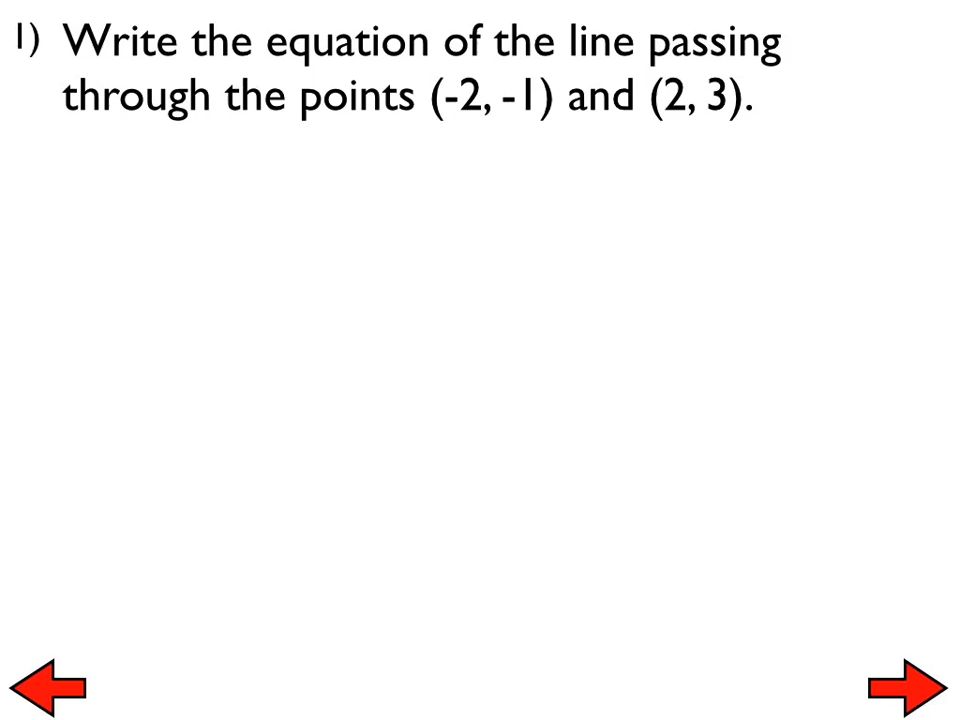 1) Write the equation of the line passing
through the points (-2, -1) and (2, 3).